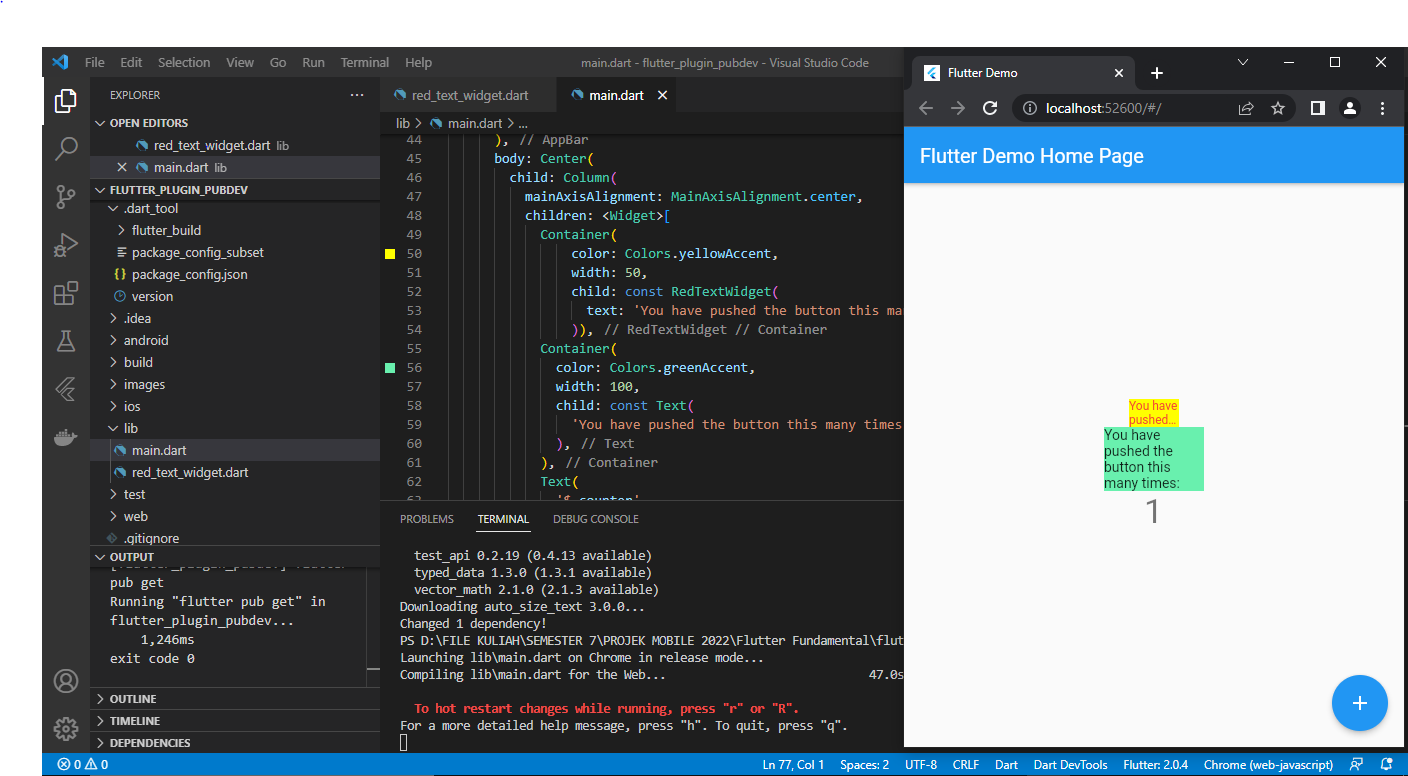 File Edit Selection View Go Run Terminal Help
main.dart - flutter_plugin_pubdev - Visual Studio Code
EXPLORER
OPEN EDITORS
red_text_widget.dart lib
main.dart lib
FLUTTER_PLUGIN_PUBDEV
.dart_tool
flutter_build
package_config_subset
package_config.json
version
.idea
android
build
images
ios
lib
main.dart
red_text_widget.dart
test
web
.gitignore
OUTPUT
pub get
Running "flutter pub get" in
flutter_plugin_pubdev...
1,246ms
exit code 0
OUTLINE
TIMELINE
DEPENDENCIES
red_text_widget.dart
main.dart
lib > main.dart > ...
44 ), // AppBar
45 body: Center(
46 child: Column(
47 mainAxisAlignment: MainAxisAlignment.center,
48 children: <Widget>[
49 Container(
50 color: Colors.yellowAccent,
51 width: 50,
52 child: const RedTextWidget(
53 text: 'You have pushed the button this ma
54 )), // RedTextWidget // Container
55 Container(
56 color: Colors.greenAccent,
57 width: 100,
58 child: const Text(
59 'You have pushed the button this many times
60 ), // Text
61 ), // Container
62 Text(
PROBLEMS TERMINAL DEBUG CONSOLE
test_api 0.2.19 (0.4.13 available)
typed_data 1.3.0 (1.3.1 available)
vector_math 2.1.0 (2.1.3 available)
Downloading auto_size_text 3.0.0...
Changed 1 dependency!
PS D:\FILE KULIAH\SEMESTER 7\PROJEK MOBILE 2022\Flutter Fundamental\flut
Launching lib\main.dart on Chrome in release mode...
Compiling lib\main.dart for the Web... 47.0s
To hot restart changes while running, press "r" or "R".
For a more detailed help message, press "h". To quit, press "q".
Flutter Demo
localhost:52600/#/
Flutter Demo Home Page
You have
pushed...
You have
pushed the
button this
many times:
1
0 0
Ln 77, Col 1 Spaces: 2 UTF-8 CRLF Dart Dart DevTools Flutter: 2.0.4 Chrome (web-javascript)